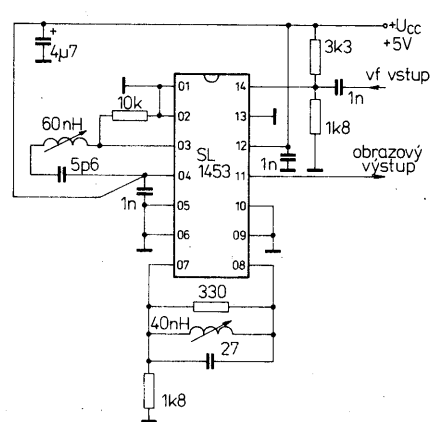 +Ucc
+5V
+
4μ7
3k3
vf vstup
1n
1k8
10k
60nH
5p6
1n
01
02
03
04
05
06
07
SL
1453
14
13
12
11
10
09
08
1n
obrazový
výstup
330
40nH
27
1k8